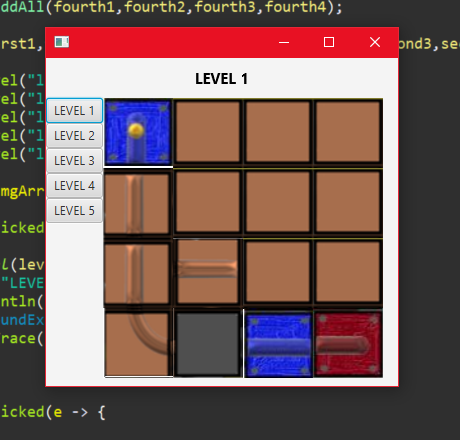 ddAll(fourth1,fourth2,fourth3,fourth4);
rst1,
ond3,se
LEVEL 1
el("l
el("l
el("l
el("l
el("l
LEVEL 1
LEVEL 2
LEVEL 3
LEVEL 4
LEVEL 5
mgArr
icked
l(lev
"LEVE
ntln(
undEx
race(
icked(e -> {